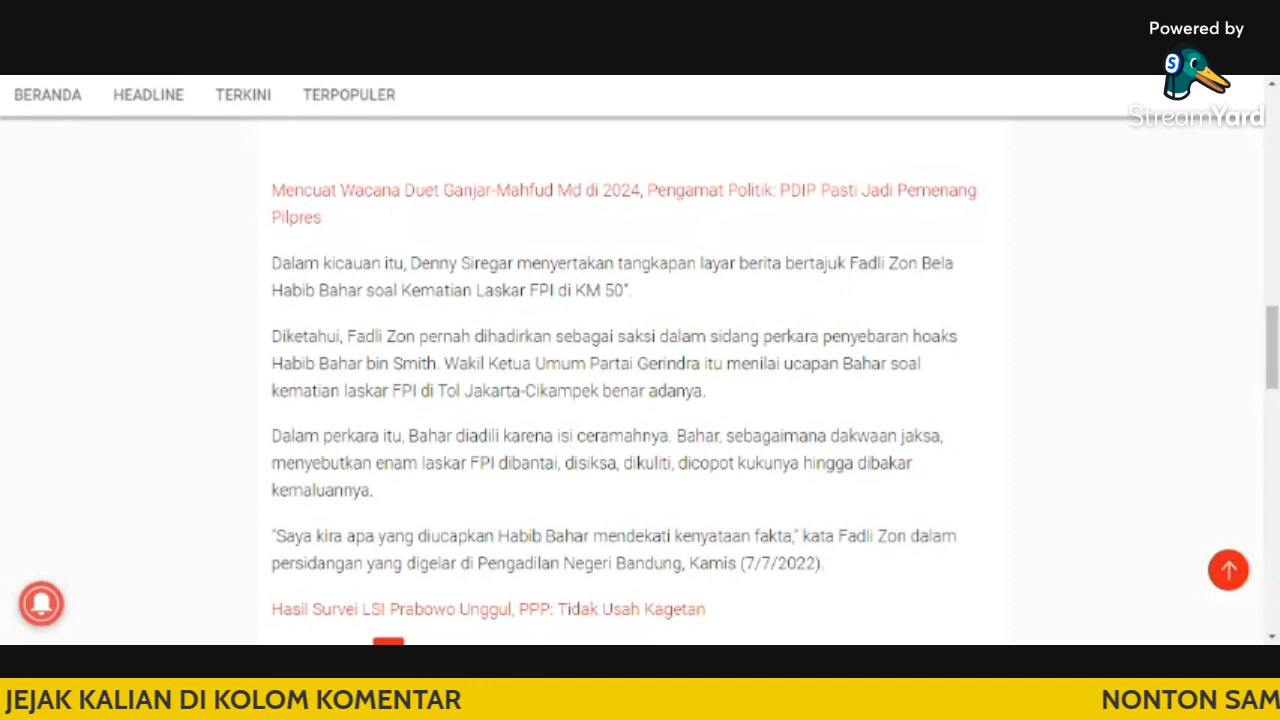 Powered by
StreamYard
BERANDA HEADLINE TERKINI TERPOPULER
Mencuat Wacana Duet Ganjar-Mahfud Md di 2024, Pengamat Politik: PDIP Pasti Jadi Pemenang
Pilpres
Dalam kicauan itu, Denny Siregar menyertakan tangkapan layar berita bertajuk Fadli Zon Bela
Habib Bahar soal Kematian Laskar FPI di KM 50".
Diketahui, Fadli Zon pernah dihadirkan sebagai saksi dalam sidang perkara penyebaran hoaks
Habib Bahar bin Smith. Wakil Ketua Umum Partai Gerindra itu menilai ucapan Bahar soal
kematian laskar FPI di Tol Jakarta-Cikampek benar adanya.
Dalam perkara itu, Bahar diadili karena isi ceramahnya. Bahar, sebagaimana dakwaan jaksa,
menyebutkan enam laskar FPI dibantai, disiksa, dikuliti, dicopot kukunya hingga dibakar
kemaluannya.
"Saya kira apa yang diucapkan Habib Bahar mendekati kenyataan fakta," kata Fadli Zon dalam
persidangan yang digelar di Pengadilan Negeri Bandung, Kamis (7/7/2022).
Hasil Survei LSI Prabowo Unggul, PPP: Tidak Usah Kagetan
JEJAK KALIAN DI KOLOM KOMENTAR NONTON SAM